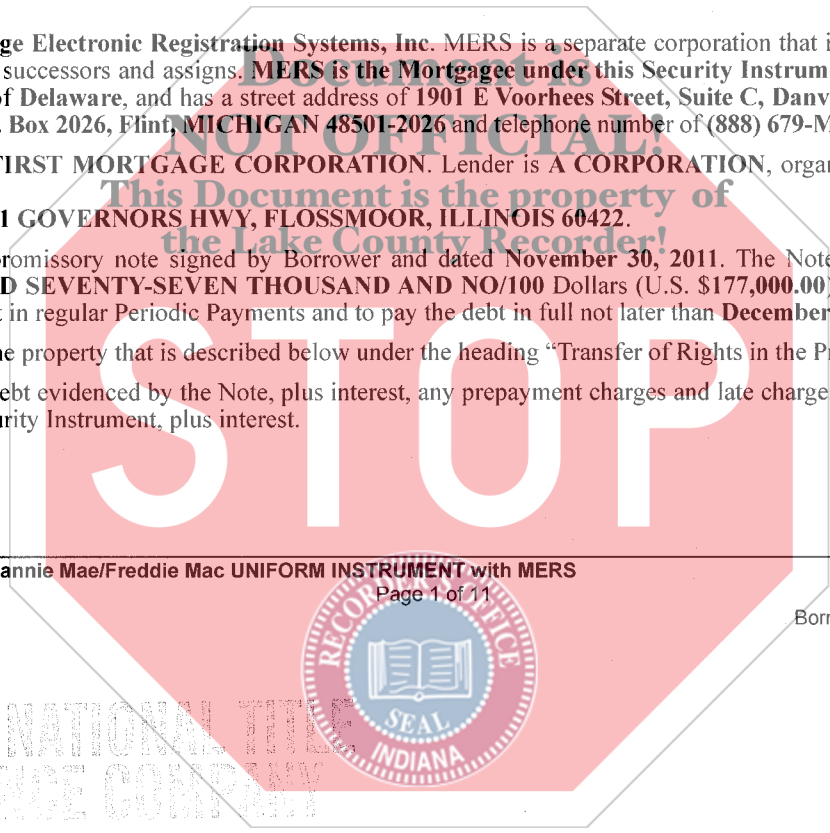 ge Electronic Registration Systems, Inc. MERS is a separate corporation that i
successors and assigns. MERS is the Mortgagee under this Security Instrum
of Delaware, and has a street address of 1901 E Voorhees Street, Suite C, Danv
. Box 2026, Flint, MICHIGAN 48501-2026 and telephone number of (888) 679-M
FIRST MORTGAGE CORPORATION. Lender is A CORPORATION, organ
1 GOVERNORS HWY, FLOSSMOOR, ILLINOIS 60422.
promissory note signed by Borrower and dated November 30, 2011. The Note
D SEVENTY-SEVEN THOUSAND AND NO/100 Dollars (U.S. $177,000.00)
t in regular Periodic Payments and to pay the debt in full not later than December
he property that is described below under the heading “Transfer of Rights in the Pr
ebt evidenced by the Note, plus interest, any prepayment charges and late charge
urity Instrument, plus interest.
Document is
NOT OFFICIAL!
This Document is the property of
the Lake County Recorder!
STOP
annie Mae/Freddie Mac UNIFORM INSTRUMENT with MERS
Page 1 of 11
Borr
RECORDER'S OFFICE
SEAL
INDIANA
NATIONAL TITLE
NCE COMPANY